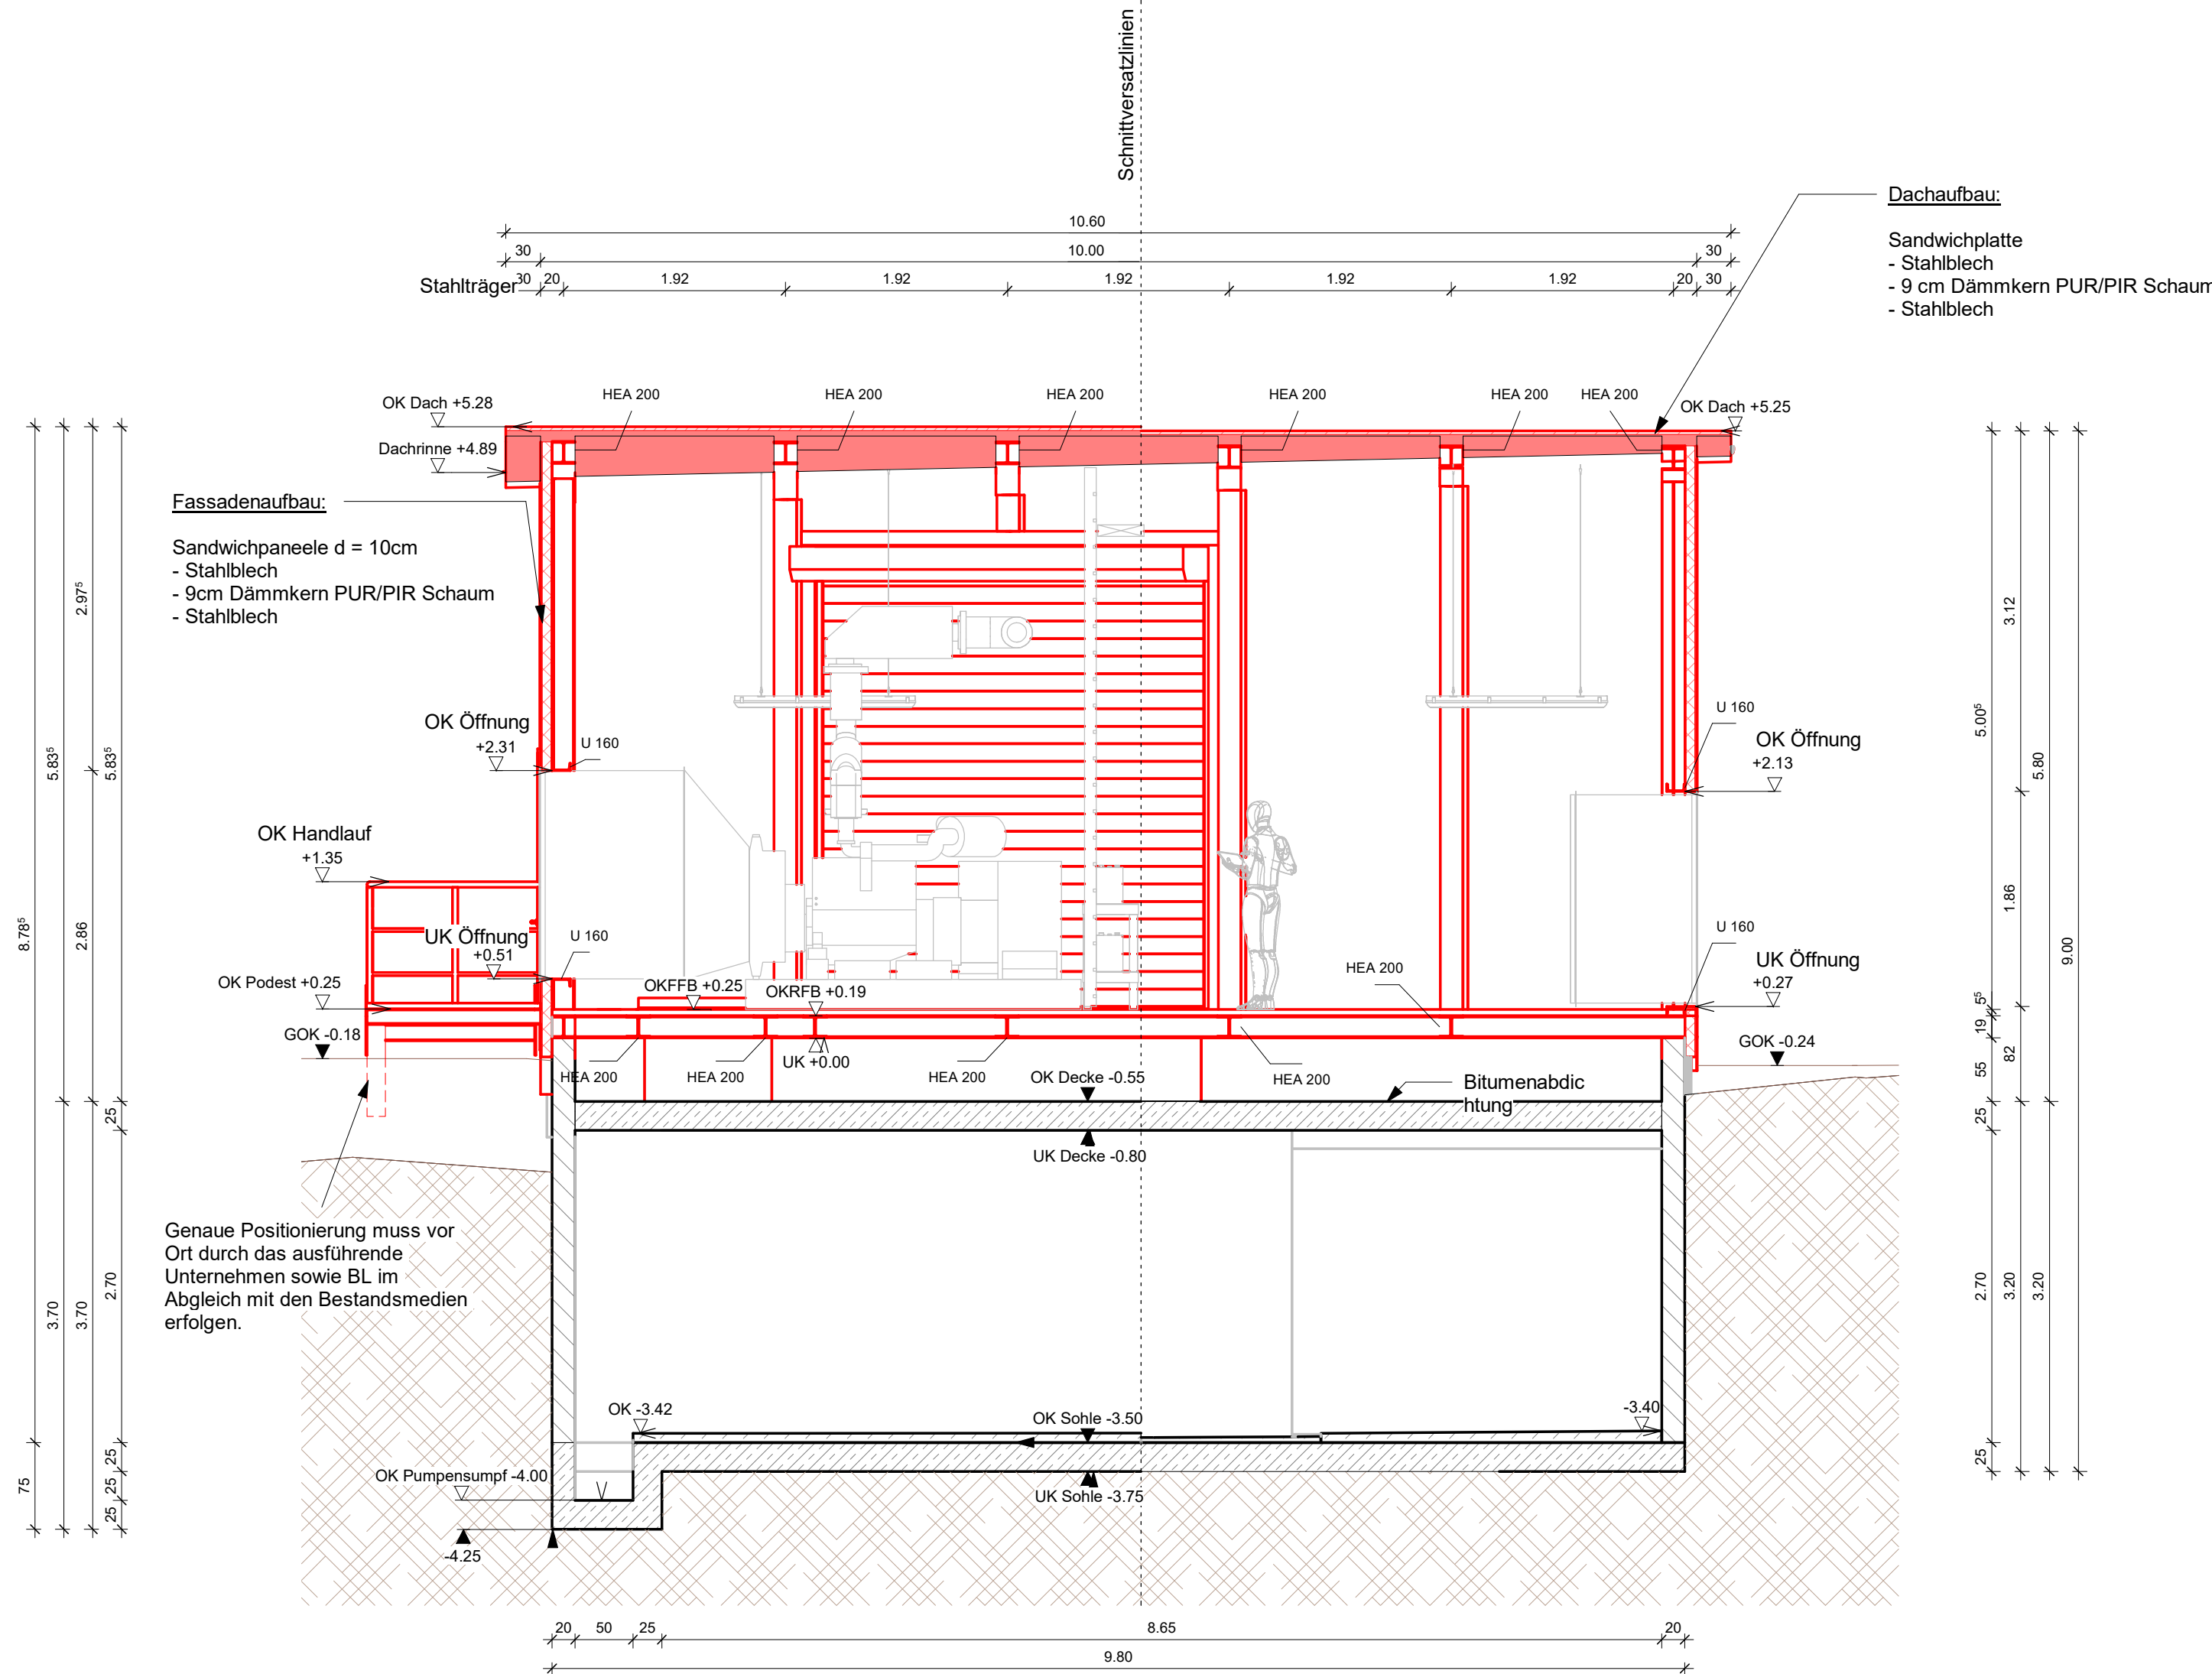 Schnittversatzlinien
Dachaufbau:
Sandwichplatte
- Stahlblech
- 9 cm Dämmkern PUR/PIR Schaum
- Stahlblech
10.60
30
10.00
30
Stahlträger
30
20
1.92
1.92
1.92
1.92
1.92
20
30
HEA 200
HEA 200
HEA 200
HEA 200
HEA 200
HEA 200
OK Dach +5.28
OK Dach +5.25
Dachrinne +4.89
Fassadenaufbau:
Sandwichpaneele d = 10cm
- Stahlblech
- 9cm Dämmkern PUR/PIR Schaum
- Stahlblech
OK Öffnung
+2.31
U 160
U 160
OK Öffnung
+2.13
OK Handlauf
+1.35
UK Öffnung
+0.51
U 160
U 160
UK Öffnung
+0.27
OK Podest +0.25
OKFFB +0.25
OKRFB +0.19
HEA 200
GOK -0.18
GOK -0.24
UK +0.00
HEA 200
HEA 200
HEA 200
HEA 200
OK Decke -0.55
Bitumenabdic
htung
UK Decke -0.80
Genaue Positionierung muss vor
Ort durch das ausführende
Unternehmen sowie BL im
Abgleich mit den Bestandsmedien
erfolgen.
OK -3.42
OK Sohle -3.50
-3.40
OK Pumpensumpf -4.00
UK Sohle -3.75
-4.25
8.78⁵
75
5.83⁵
3.70
2.97⁵
2.86
3.70
5.83⁵
25
2.70
25
25
25
5.00⁵
5⁵
19
55
25
2.70
25
3.12
1.86
82
3.20
5.80
3.20
9.00
20
50
25
8.65
20
9.80